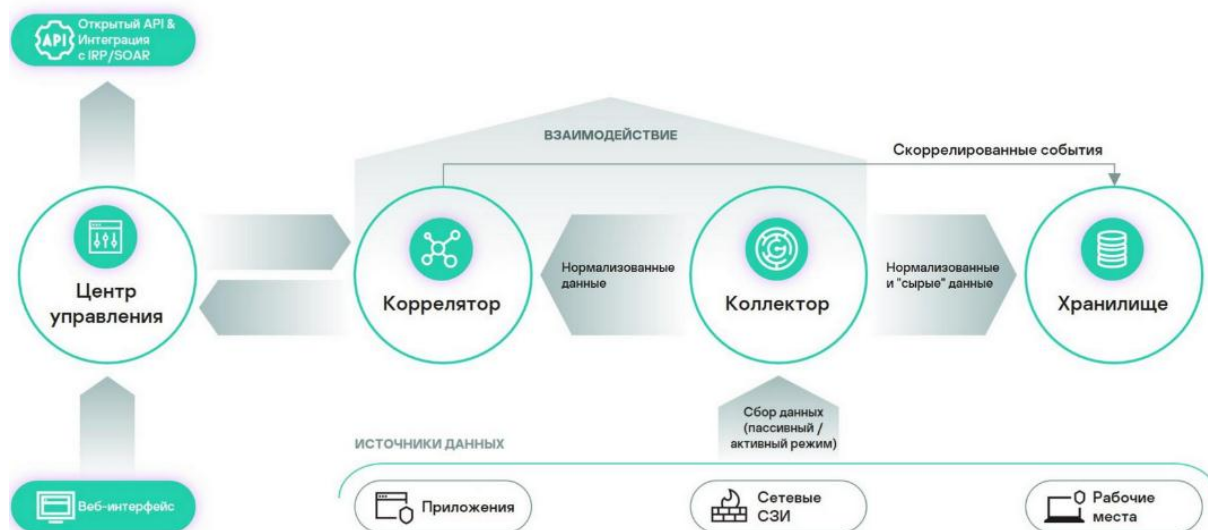 Открытый API &
Интеграция
с IRP/SOAR
API
ВЗАИМОДЕЙСТВИЕ
Скоррелированные события
Центр
управления
Коррелятор
Нормализованные
данные
Коллектор
Нормализованные
и "сырые" данные
Хранилище
Сбор данных
(пассивный /
активный режим)
ИСТОЧНИКИ ДАННЫХ
Веб-интерфейс
Приложения
Сетевые
СЗИ
Рабочие
места